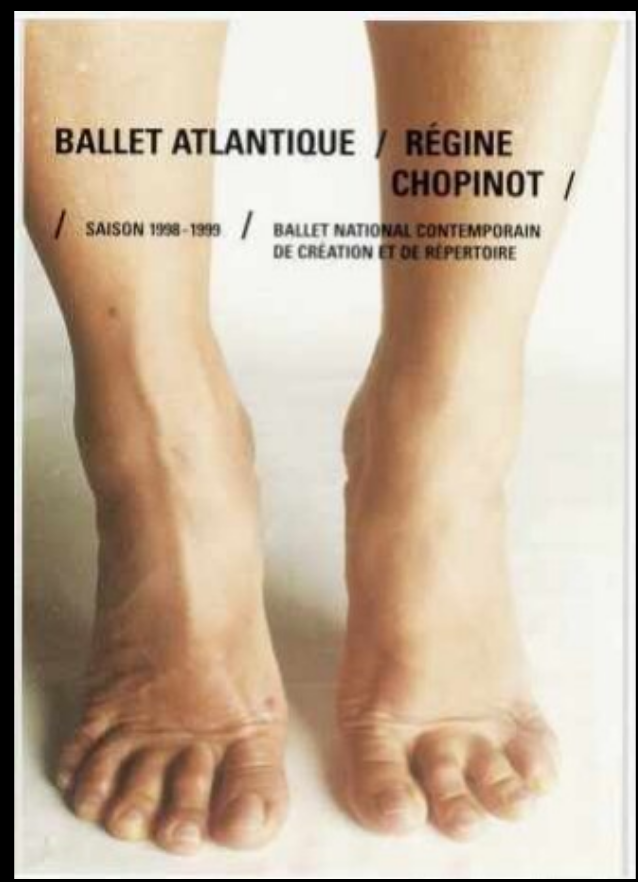 BALLET ATLANTIQUE / RÉGINE
CHOPINOT /
/ SAISON 1998-1999 / BALLET NATIONAL CONTEMPORAIN
DE CRÉATION ET DE RÉPERTOIRE